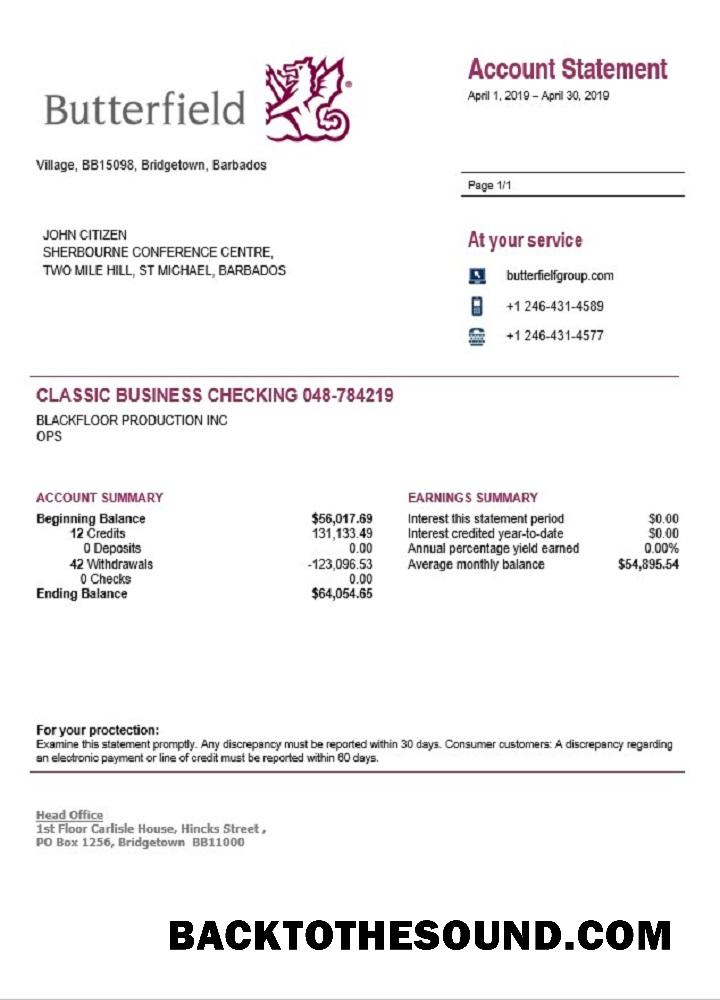 Butterfield
Account Statement
April 1, 2019 – April 30, 2019
Village, BB15098, Bridgetown, Barbados
Page 1/1
JOHN CITIZEN
SHERBOURNE CONFERENCE CENTRE,
TWO MILE HILL, ST MICHAEL, BARBADOS
At your service
butterfielfgroup.com
+1 246-431-4589
+1 246-431-4577
CLASSIC BUSINESS CHECKING 048-784219
BLACKFLOOR PRODUCTION INC
OPS
ACCOUNT SUMMARY
Beginning Balance $56,017.69
12 Credits 131,133.49
0 Deposits 0.00
42 Withdrawals -123,096.53
0 Checks 0.00
Ending Balance $64,054.65
EARNINGS SUMMARY
Interest this statement period $0.00
Interest credited year-to-date $0.00
Annual percentage yield earned 0.00%
Average monthly balance $54,895.54
For your proctection:
Examine this statement promptly. Any discrepancy must be reported within 30 days. Consumer customers: A discrepancy regarding
an electronic payment or line of credit must be reported within 60 days.
Head Office
1st Floor Carlisle House, Hincks Street ,
PO Box 1256, Bridgetown BB11000
BACKTOTHESOUND.COM